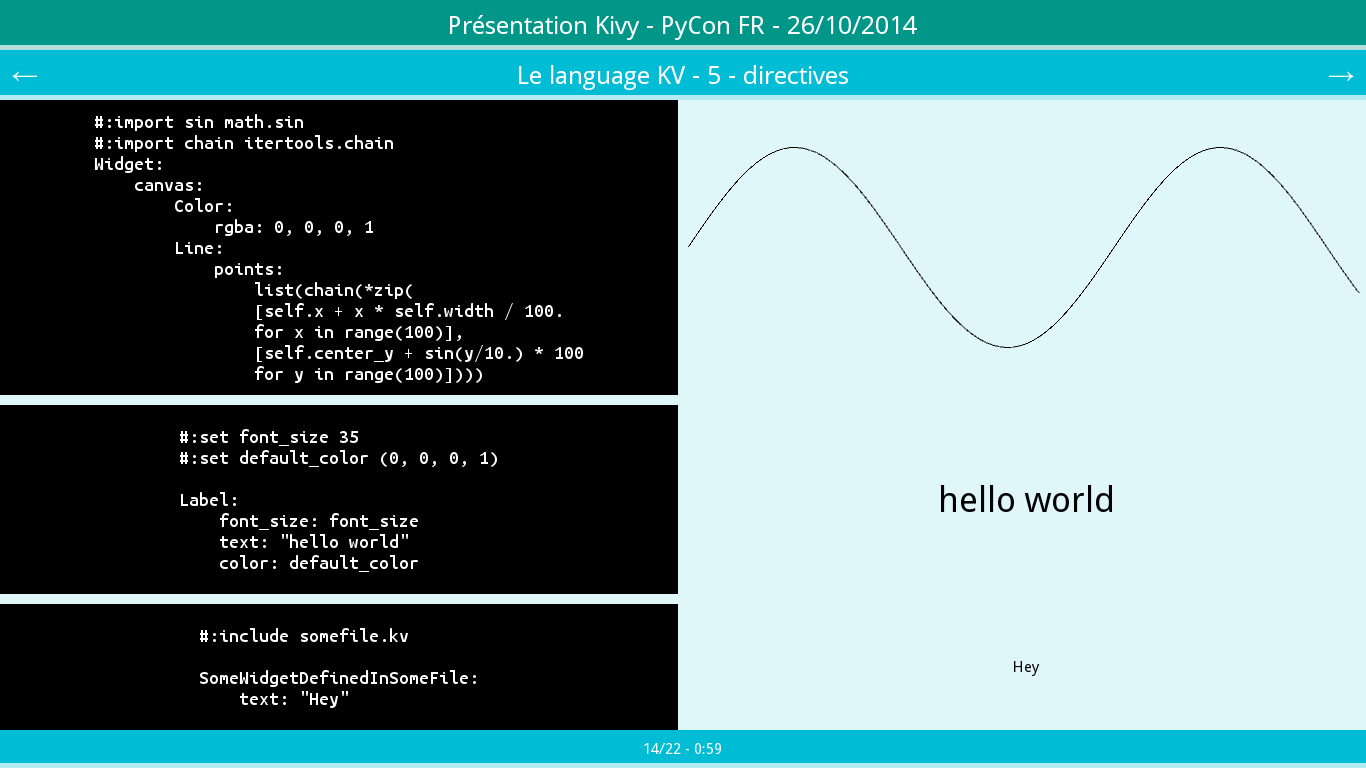 Présentation Kivy - PyCon FR - 26/10/2014
← Le language KV - 5 - directives →
#:import sin math.sin
#:import chain itertools.chain
Widget:
    canvas:
        Color:
            rgba: 0, 0, 0, 1
        Line:
            points:
                list(chain(*zip(
                [self.x + x * self.width / 100.
                for x in range(100)],
                [self.center_y + sin(y/10.) * 100
                for y in range(100)])))
#:set font_size 35
#:set default_color (0, 0, 0, 1)
Label:
    font_size: font_size
    text: "hello world"
    color: default_color
hello world
#:include somefile.kv
SomeWidgetDefinedInSomeFile:
    text: "Hey"
Hey
14/22 - 0:59